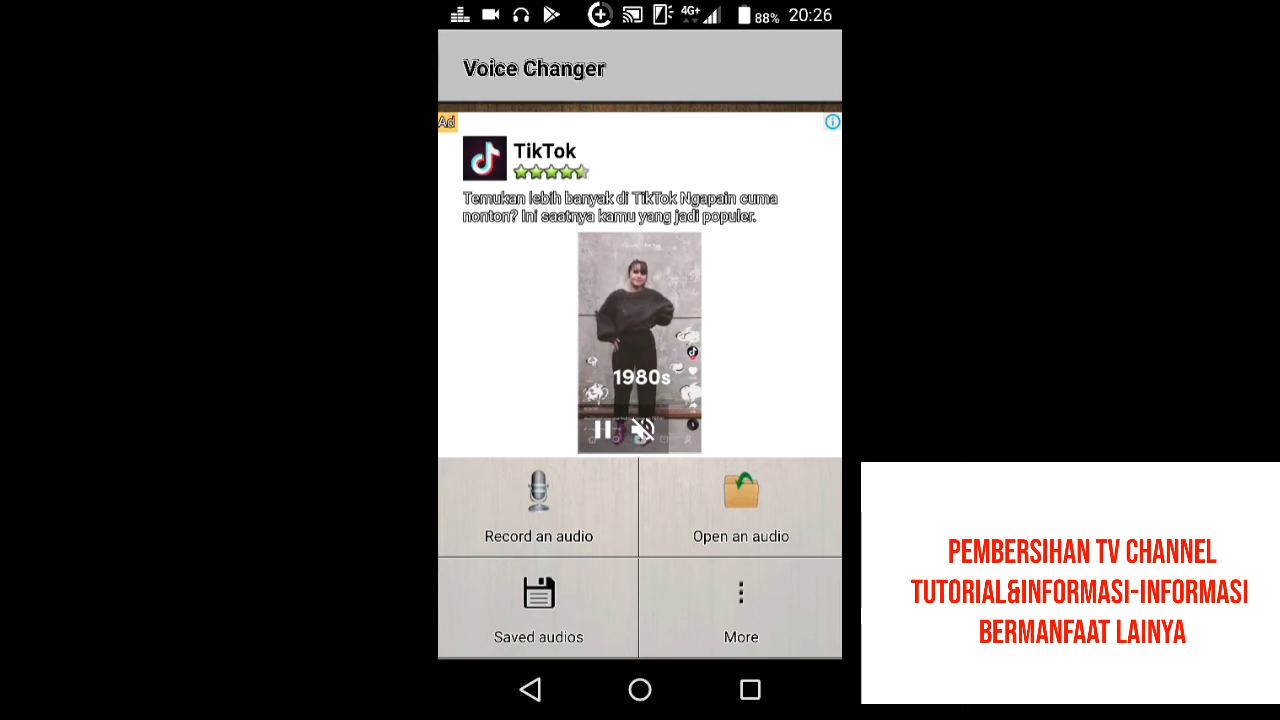 4G+ 88% 20:26
Voice Changer
Ad
TikTok
Temukan lebih banyak di TikTok Ngapain cuma
nonton? Ini saatnya kamu yang jadi populer.
1980s
Record an audio
Open an audio
Saved audios
More
PEMBERSIHAN TV CHANNEL
TUTORIAL&INFORMASI-INFORMASI
BERMANFAAT LAINYA